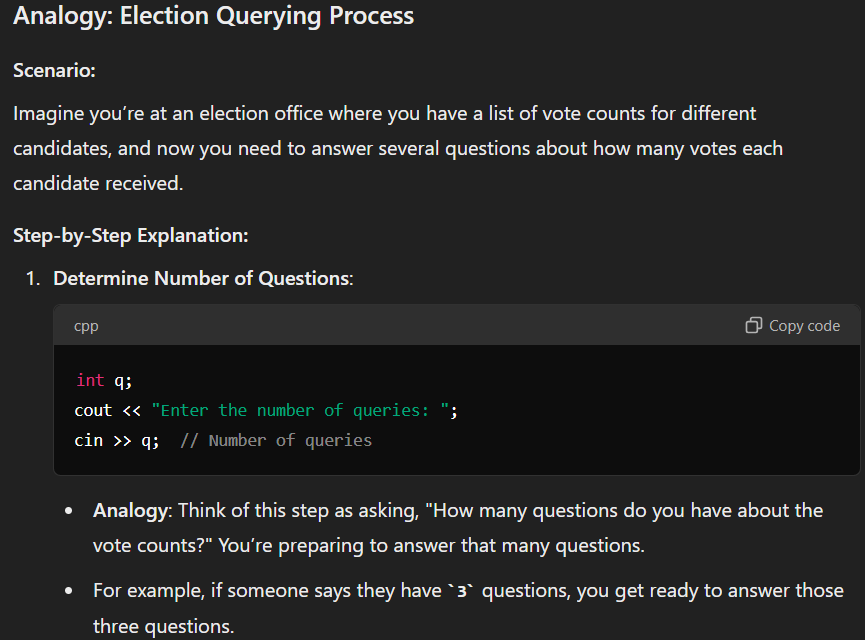 Analogy: Election Querying Process
Scenario:
Imagine you’re at an election office where you have a list of vote counts for different
candidates, and now you need to answer several questions about how many votes each
candidate received.
Step-by-Step Explanation:
1. Determine Number of Questions:
cpp
Copy code
int q;
cout << "Enter the number of queries: ";
cin >> q;  // Number of queries
• Analogy: Think of this step as asking, "How many questions do you have about the
vote counts?" You’re preparing to answer that many questions.
• For example, if someone says they have `3` questions, you get ready to answer those
three questions.